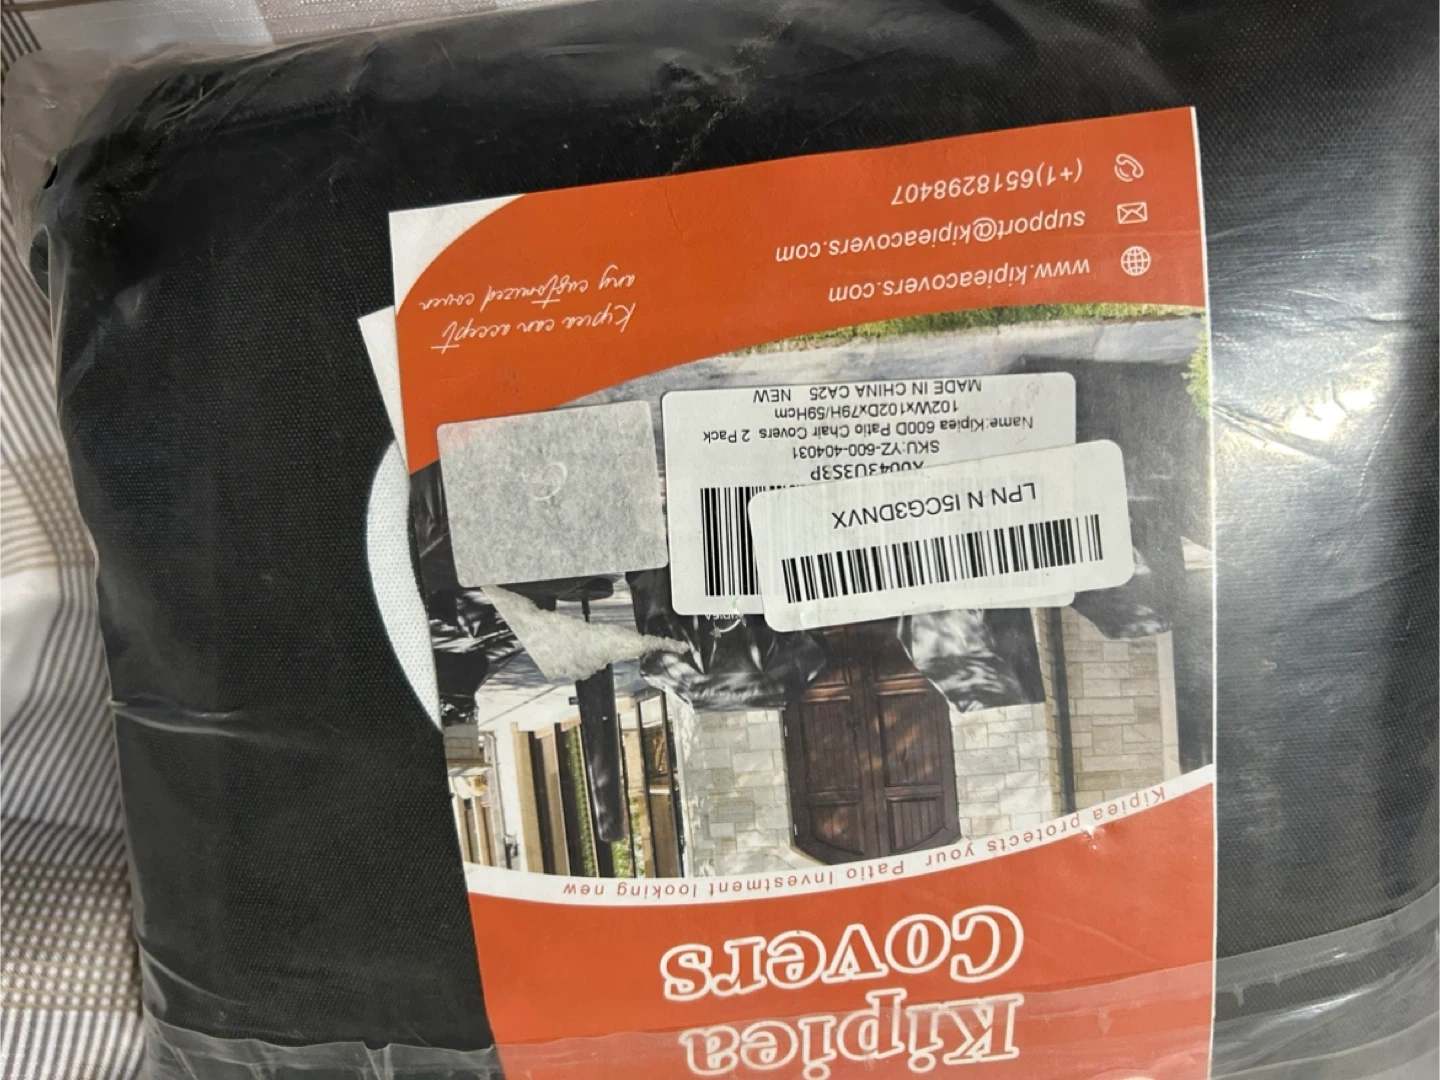 Kipiea
Covers
Kipiea protects your Patio Investment looking new
KIPIEA
LPN N I5CG3DNVX
X0043U3S3P
SKU:YZ-600-404031
Name:Kipiea 600D Patio Chair Covers 2 Pack
102Wx102Dx79H/59Hcm
MADE IN CHINA CA25 NEW
Kipiea can accept
any customized cover
www.kipieacovers.com
support@kipieacovers.com
(+1)6518298407